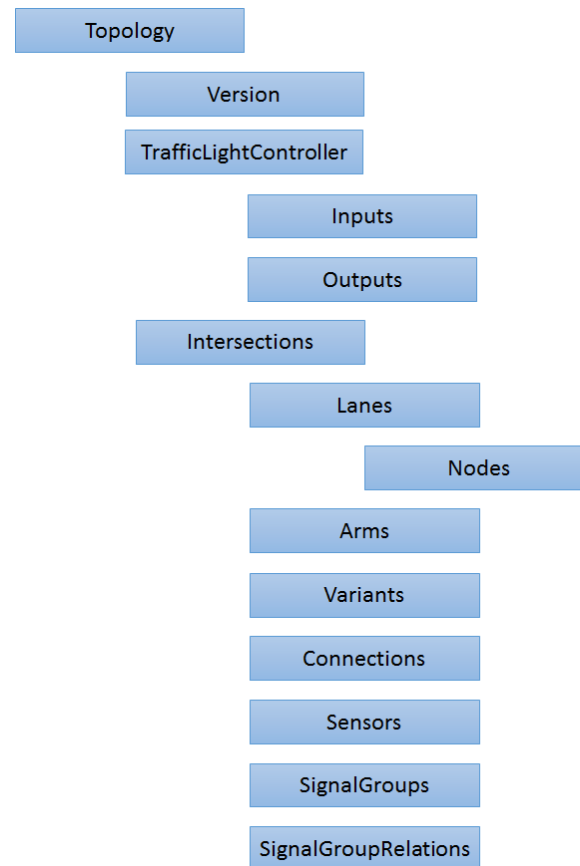 Topology
Version
TrafficLightController
Inputs
Outputs
Intersections
Lanes
Nodes
Arms
Variants
Connections
Sensors
SignalGroups
SignalGroupRelations